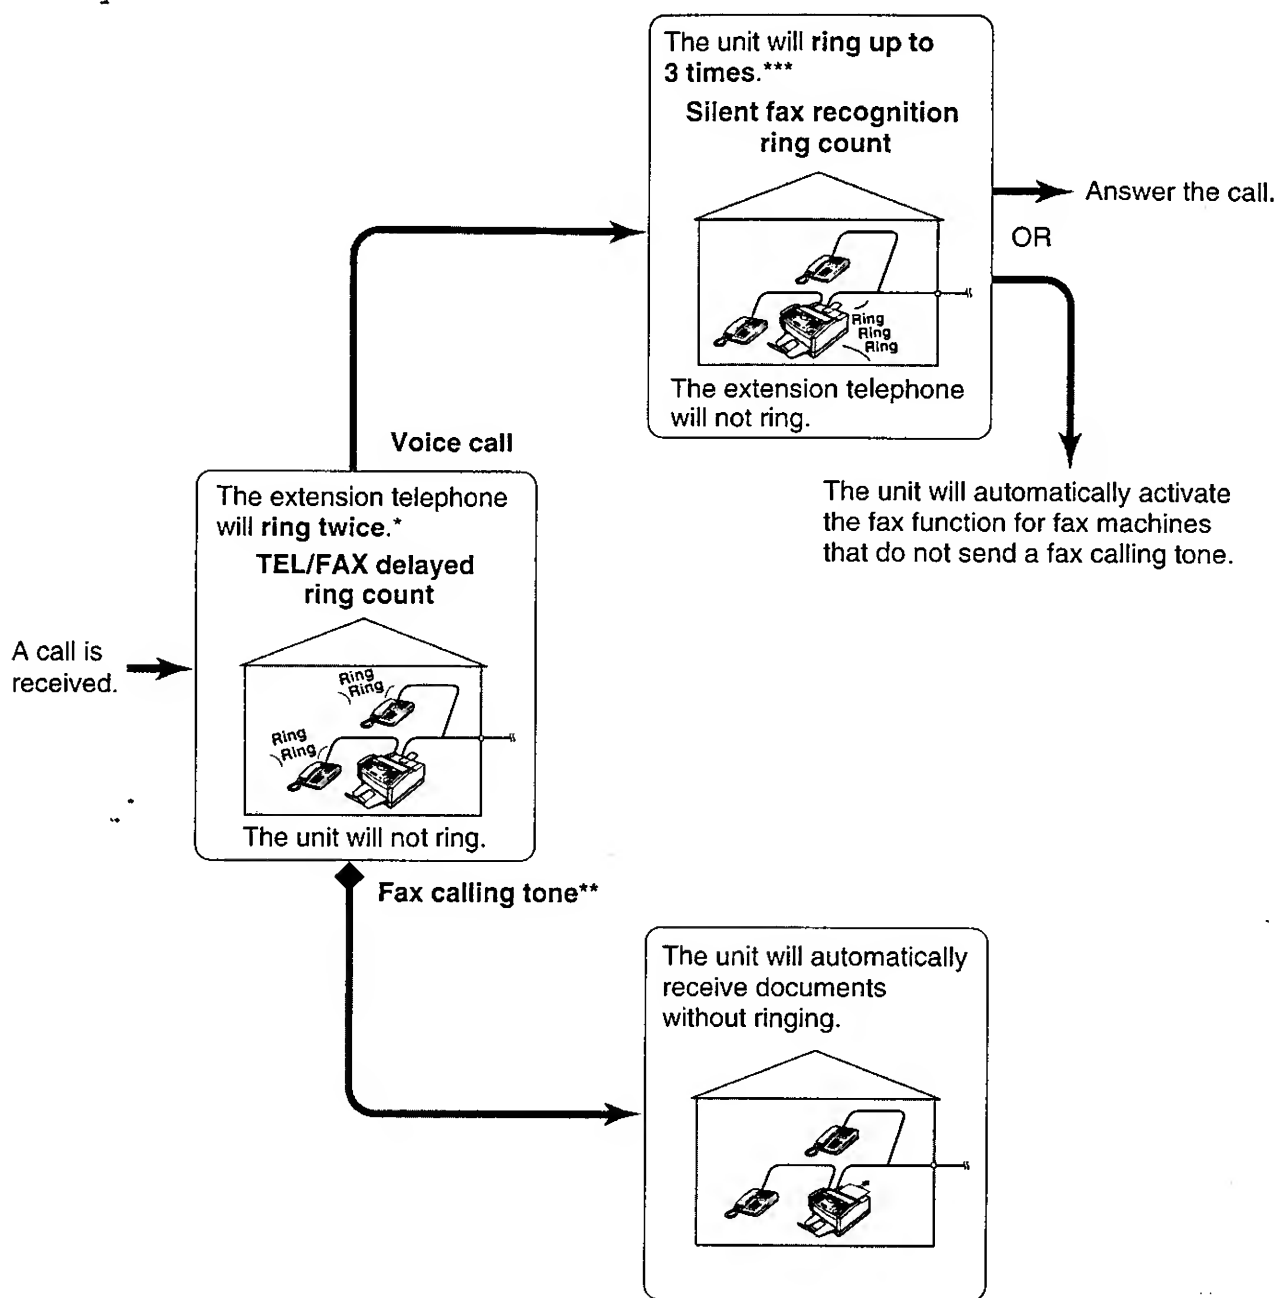 The unit will ring up to
3 times.***
Silent fax recognition
ring count
Ring
Ring
Ring
The extension telephone
will not ring.
Answer the call.
OR
The unit will automatically activate
the fax function for fax machines
that do not send a fax calling tone.
Voice call
The extension telephone
will ring twice.*
TEL/FAX delayed
ring count
Ring
Ring
Ring
Ring
The unit will not ring.
A call is
received.
Fax calling tone**
The unit will automatically
receive documents
without ringing.